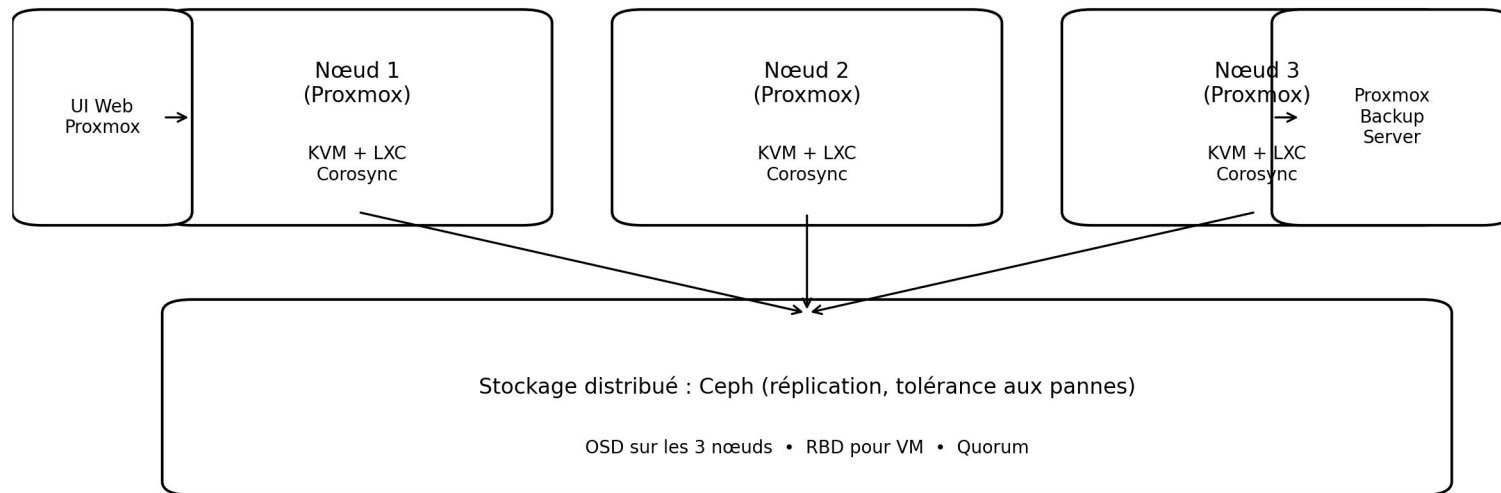 UI Web
Proxmox
Nœud 1
(Proxmox)
KVM + LXC
Corosync
Nœud 2
(Proxmox)
KVM + LXC
Corosync
Nœud 3
(Proxmox)
KVM + LXC
Corosync
Proxmox
Backup
Server
Stockage distribué : Ceph (réplication, tolérance aux pannes)
OSD sur les 3 nœuds • RBD pour VM • Quorum